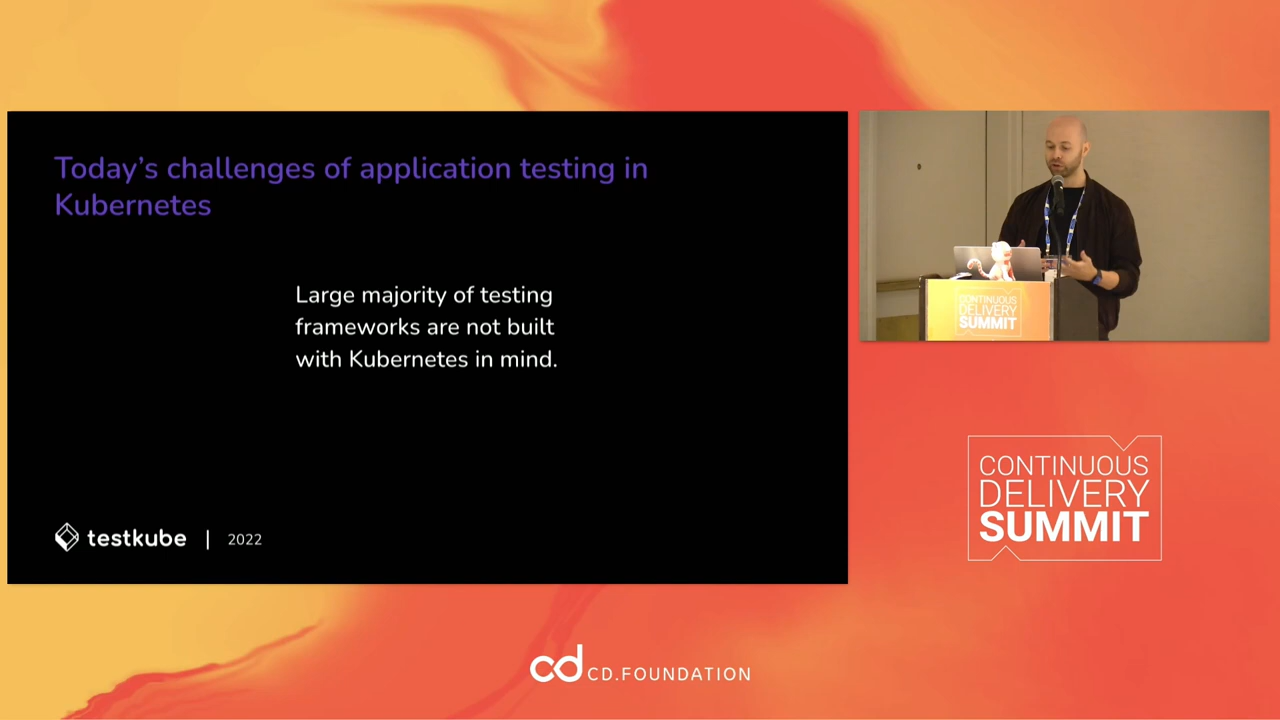 Today's challenges of application testing in
Kubernetes
Large majority of testing
frameworks are not built
with Kubernetes in mind.
testkube | 2022
CONTINUOUS
DELIVERY
SUMMIT
CONTINUOUS
DELIVERY
SUMMIT
cd CD.FOUNDATION